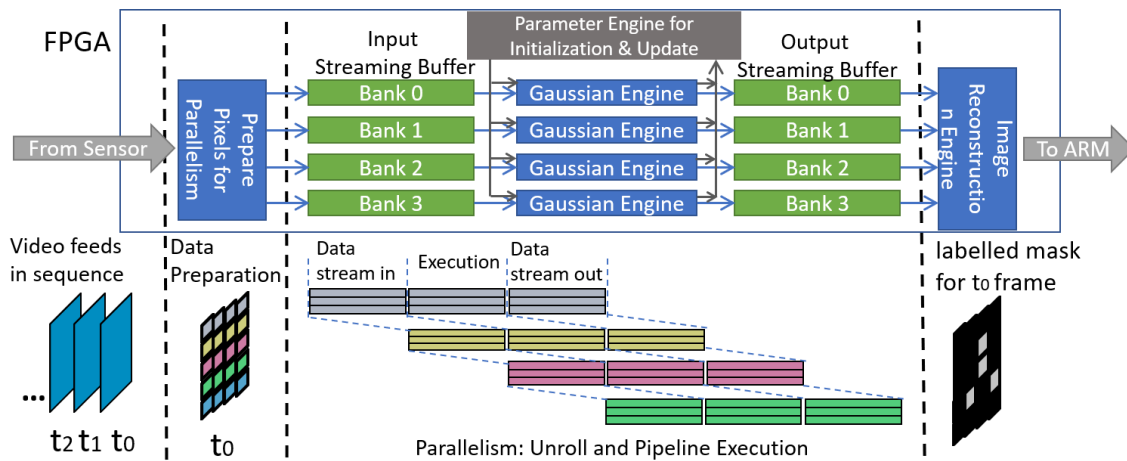 FPGA
Input
Streaming Buffer
Parameter Engine for
Initialization & Update
Output
Streaming Buffer
From Sensor
Prepare
Pixels for
Parallelism
Bank 0
Gaussian Engine
Bank 0
Bank 1
Gaussian Engine
Bank 1
Bank 2
Gaussian Engine
Bank 2
Bank 3
Gaussian Engine
Bank 3
Image
Reconstructio
n Engine
To ARM
Video feeds
in sequence
Data
Preparation
Data
stream in
Execution
Data
stream out
labelled mask
for t0 frame
...
t2 t1 t0
t0
Parallelism: Unroll and Pipeline Execution